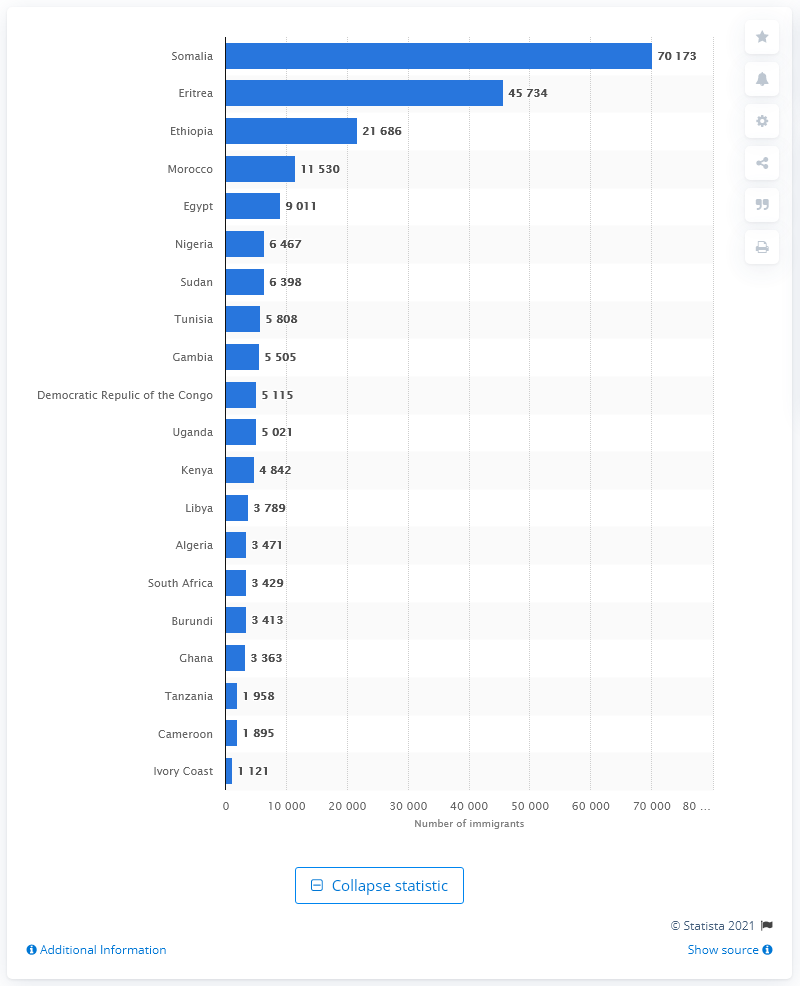 Somalia 70 173
Eritrea 45 734
Ethiopia 21 686
Morocco 11 530
Egypt 9 011
Nigeria 6 467
Sudan 6 398
Tunisia 5 808
Gambia 5 505
Democratic Repulic of the Congo 5 115
Uganda 5 021
Kenya 4 842
Libya 3 789
Algeria 3 471
South Africa 3 429
Burundi 3 413
Ghana 3 363
Tanzania 1 958
Cameroon 1 895
Ivory Coast 1 121
0 10 000 20 000 30 000 40 000 50 000 60 000 70 000 80 ...
Number of immigrants
Collapse statistic
© Statista 2021
Additional Information Show source